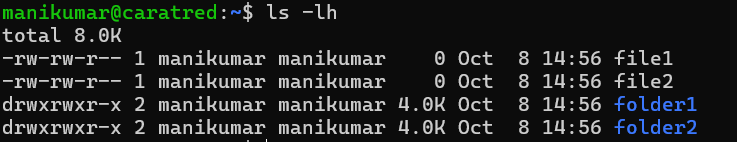 manikumar@caratred:~$ ls -lh
total 8.0K
-rw-rw-r-- 1 manikumar manikumar    0 Oct  8 14:56 file1
-rw-rw-r-- 1 manikumar manikumar    0 Oct  8 14:56 file2
drwxrwxr-x 2 manikumar manikumar 4.0K Oct  8 14:56 folder1
drwxrwxr-x 2 manikumar manikumar 4.0K Oct  8 14:56 folder2